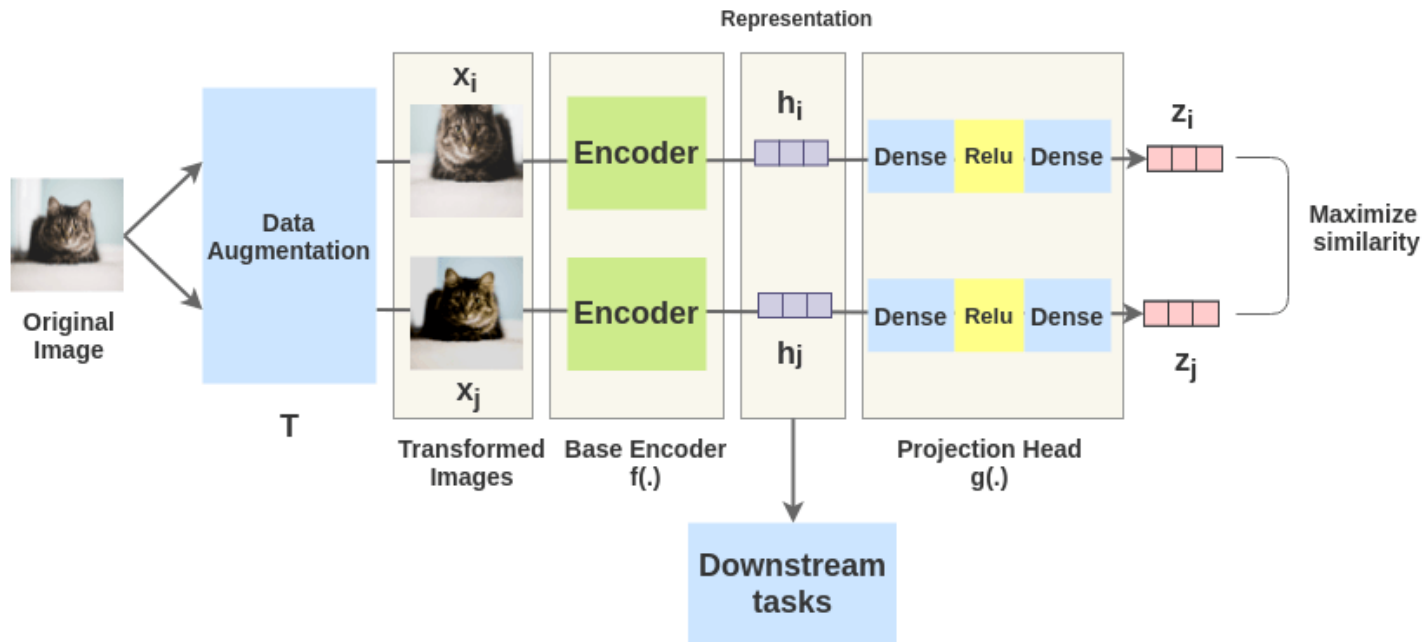 Representation
x_i
Encoder
h_i
Dense
Relu
Dense
z_i
Data
Augmentation
Maximize
similarity
Original
Image
Encoder
Dense
Relu
Dense
h_j
z_j
x_j
T
Transformed
Images
Base Encoder
f(.)
Projection Head
g(.)
Downstream
tasks